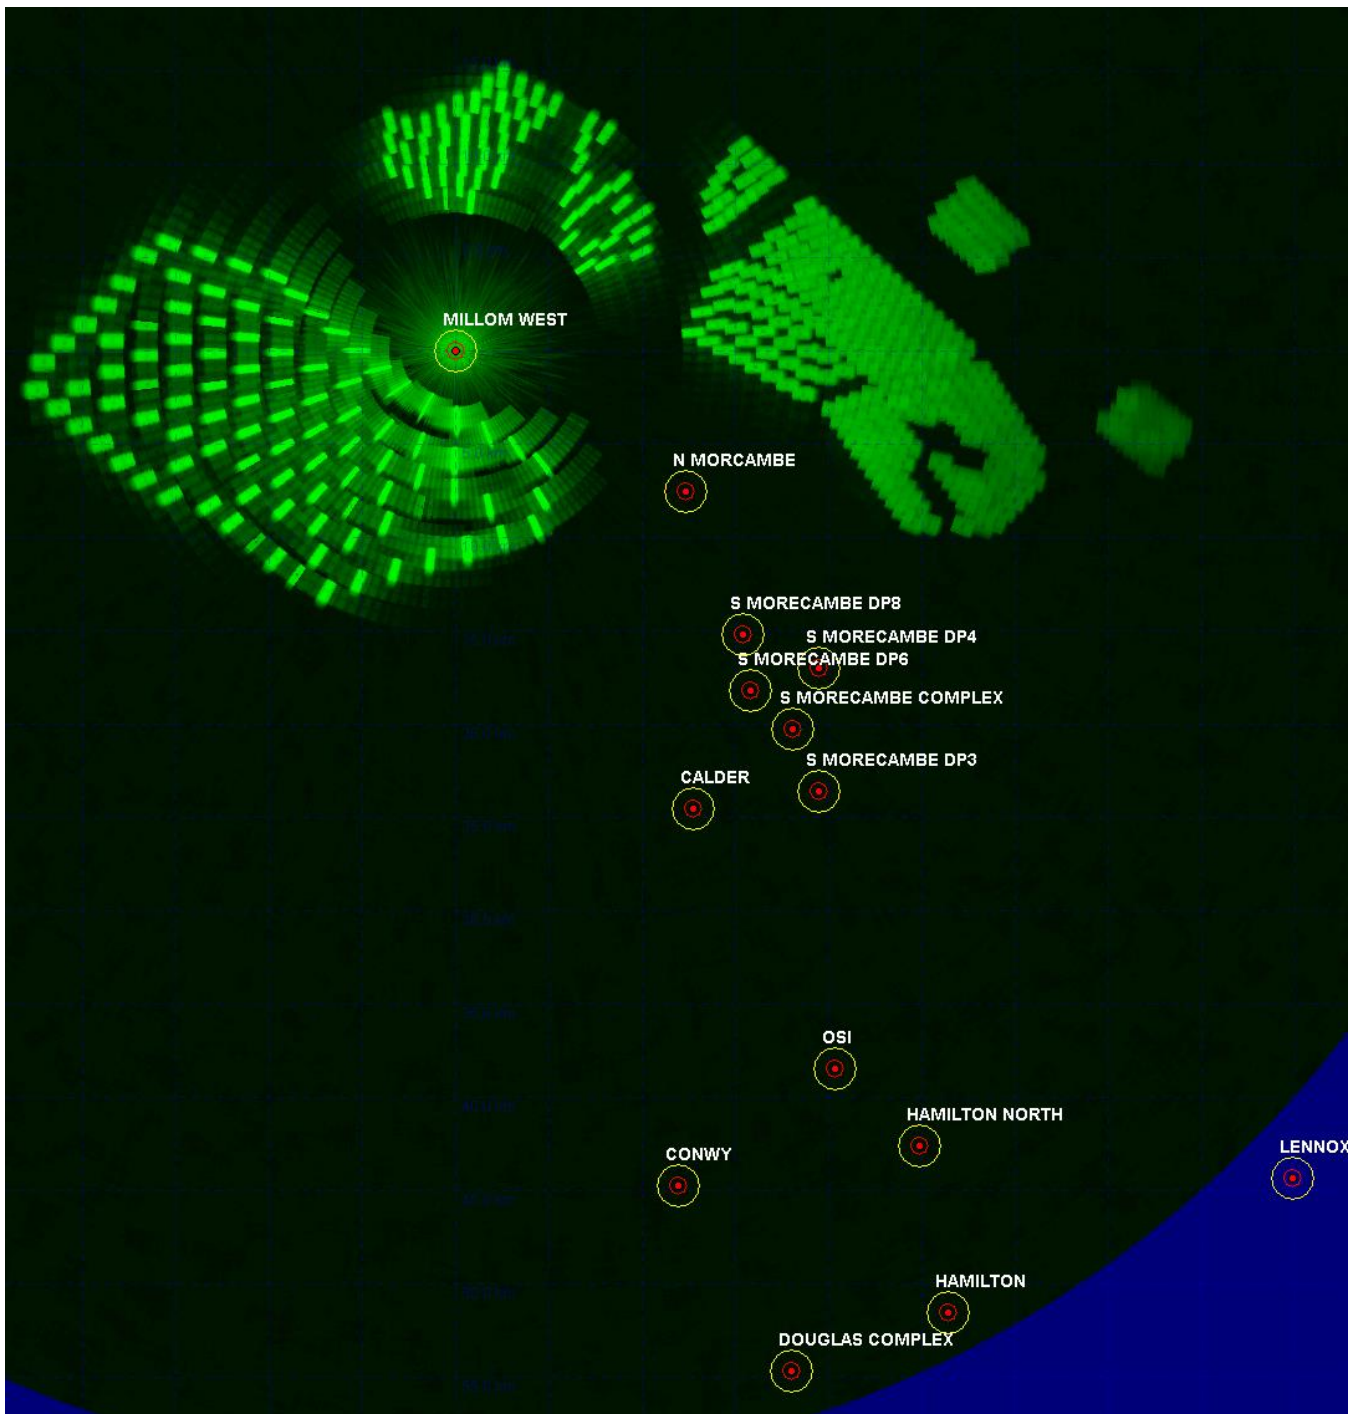 MILLOM WEST
N MORCAMBE
S MORECAMBE DP8
S MORECAMBE DP4
S MORECAMBE DP6
S MORECAMBE COMPLEX
S MORECAMBE DP3
CALDER
OSI
HAMILTON NORTH
CONWY
LENNOX
HAMILTON
DOUGLAS COMPLEX